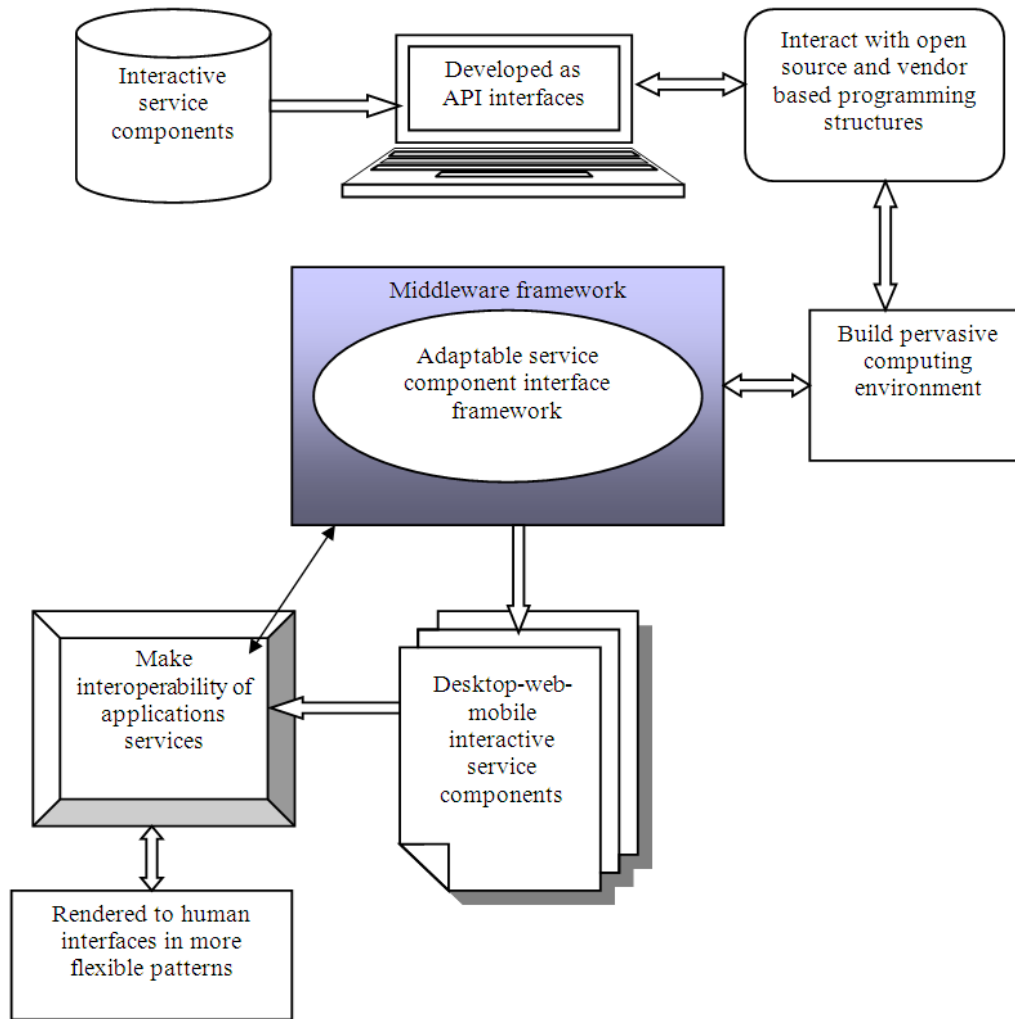 Interactive
service
components
Developed as
API interfaces
Interact with open
source and vendor
based programming
structures
Middleware framework
Adaptable service
component interface
framework
Build pervasive
computing
environment
Make
interoperability of
applications
services
Desktop-web-
mobile
interactive
service
components
Rendered to human
interfaces in more
flexible patterns